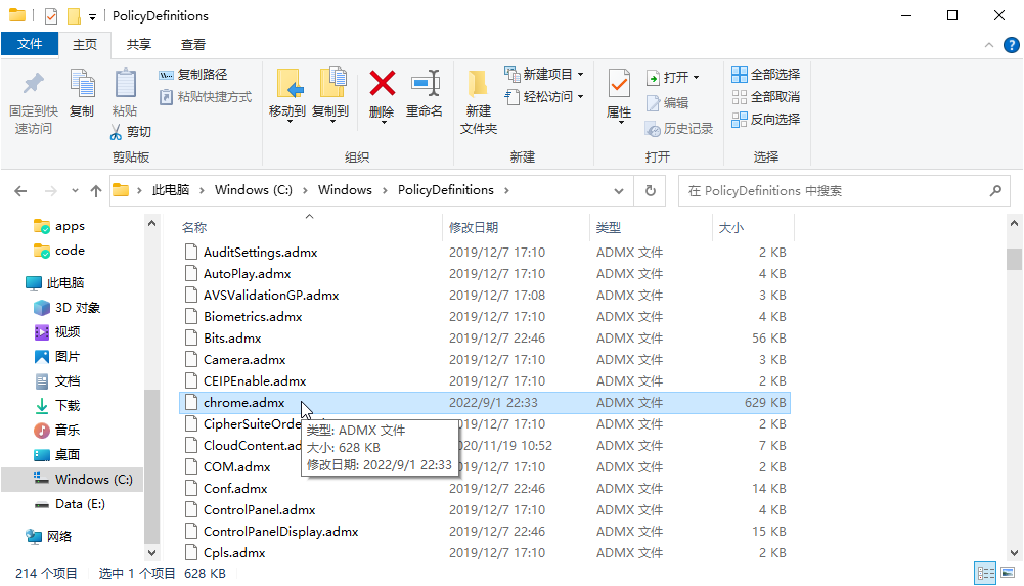 PolicyDefinitions
文件 主页 共享 查看
固定到快速访问
复制
粘贴
复制路径
粘贴快捷方式
剪切
剪贴板
移动到 复制到 删除 重命名
组织
新建文件夹
新建项目
轻松访问
新建
属性
打开
编辑
历史记录
打开
全部选择
全部取消
反向选择
选择
此电脑 Windows (C:) Windows PolicyDefinitions
在 PolicyDefinitions 中搜索
apps
code
此电脑
3D 对象
视频
图片
文档
下载
音乐
桌面
Windows (C:)
Data (E:)
网络
名称 修改日期 类型 大小
AuditSettings.admx 2019/12/7 17:10 ADMX 文件 2 KB
AutoPlay.admx 2019/12/7 17:10 ADMX 文件 4 KB
AVSValidationGP.admx 2019/12/7 17:08 ADMX 文件 3 KB
Biometrics.admx 2019/12/7 17:10 ADMX 文件 4 KB
Bits.admx 2019/12/7 22:46 ADMX 文件 56 KB
Camera.admx 2019/12/7 17:10 ADMX 文件 3 KB
CEIPEnable.admx 2019/12/7 17:10 ADMX 文件 2 KB
chrome.admx 2022/9/1 22:33 ADMX 文件 629 KB
CipherSuiteOrde 2019/12/7 17:10 ADMX 文件 2 KB
CloudContent.ad 020/11/19 10:52 ADMX 文件 7 KB
COM.admx 2019/12/7 17:10 ADMX 文件 2 KB
Conf.admx 2019/12/7 22:46 ADMX 文件 14 KB
ControlPanel.admx 2019/12/7 17:10 ADMX 文件 4 KB
ControlPanelDisplay.admx 2019/12/7 22:46 ADMX 文件 15 KB
Cpls.admx 2019/12/7 17:10 ADMX 文件 2 KB
类型: ADMX 文件
大小: 628 KB
修改日期: 2022/9/1 22:33
214 个项目 选中 1 个项目 628 KB